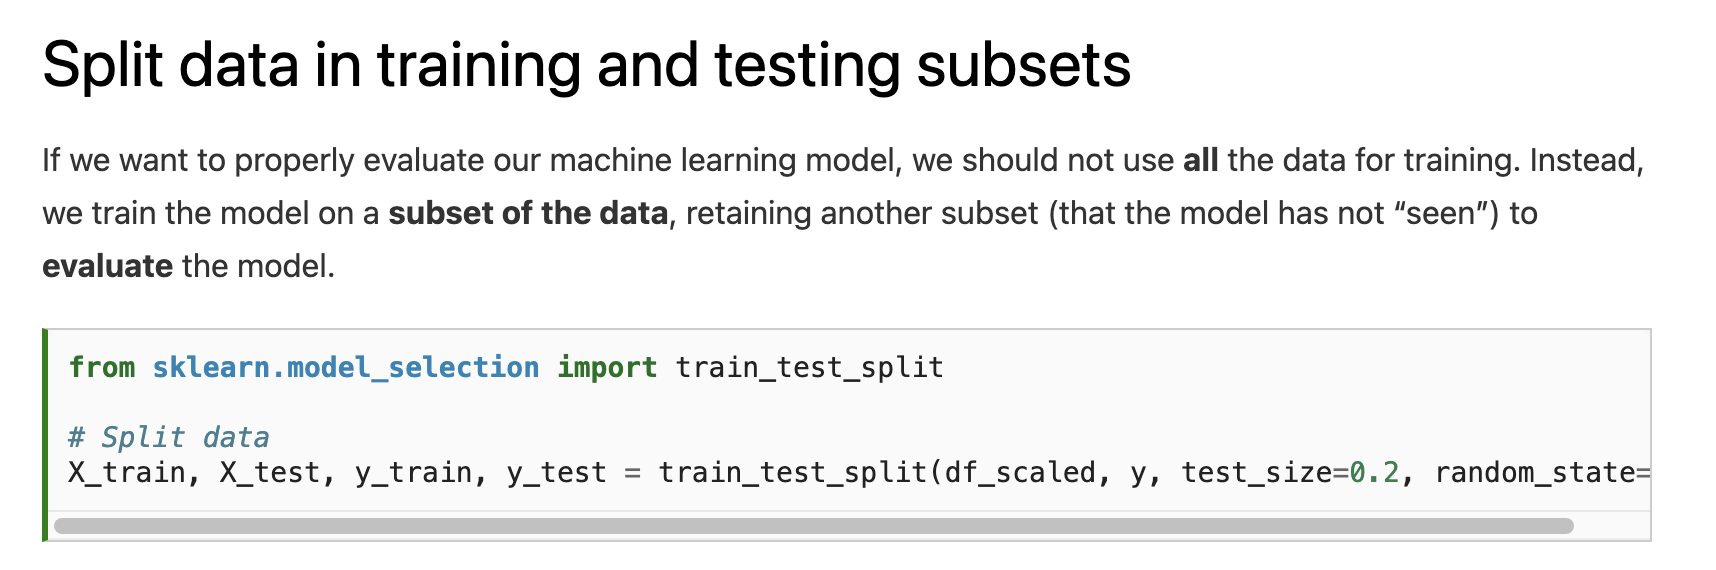 Split data in training and testing subsets
If we want to properly evaluate our machine learning model, we should not use all the data for training. Instead,
we train the model on a subset of the data, retaining another subset (that the model has not “seen”) to
evaluate the model.
from sklearn.model_selection import train_test_split
# Split data
X_train, X_test, y_train, y_test = train_test_split(df_scaled, y, test_size=0.2, random_state=